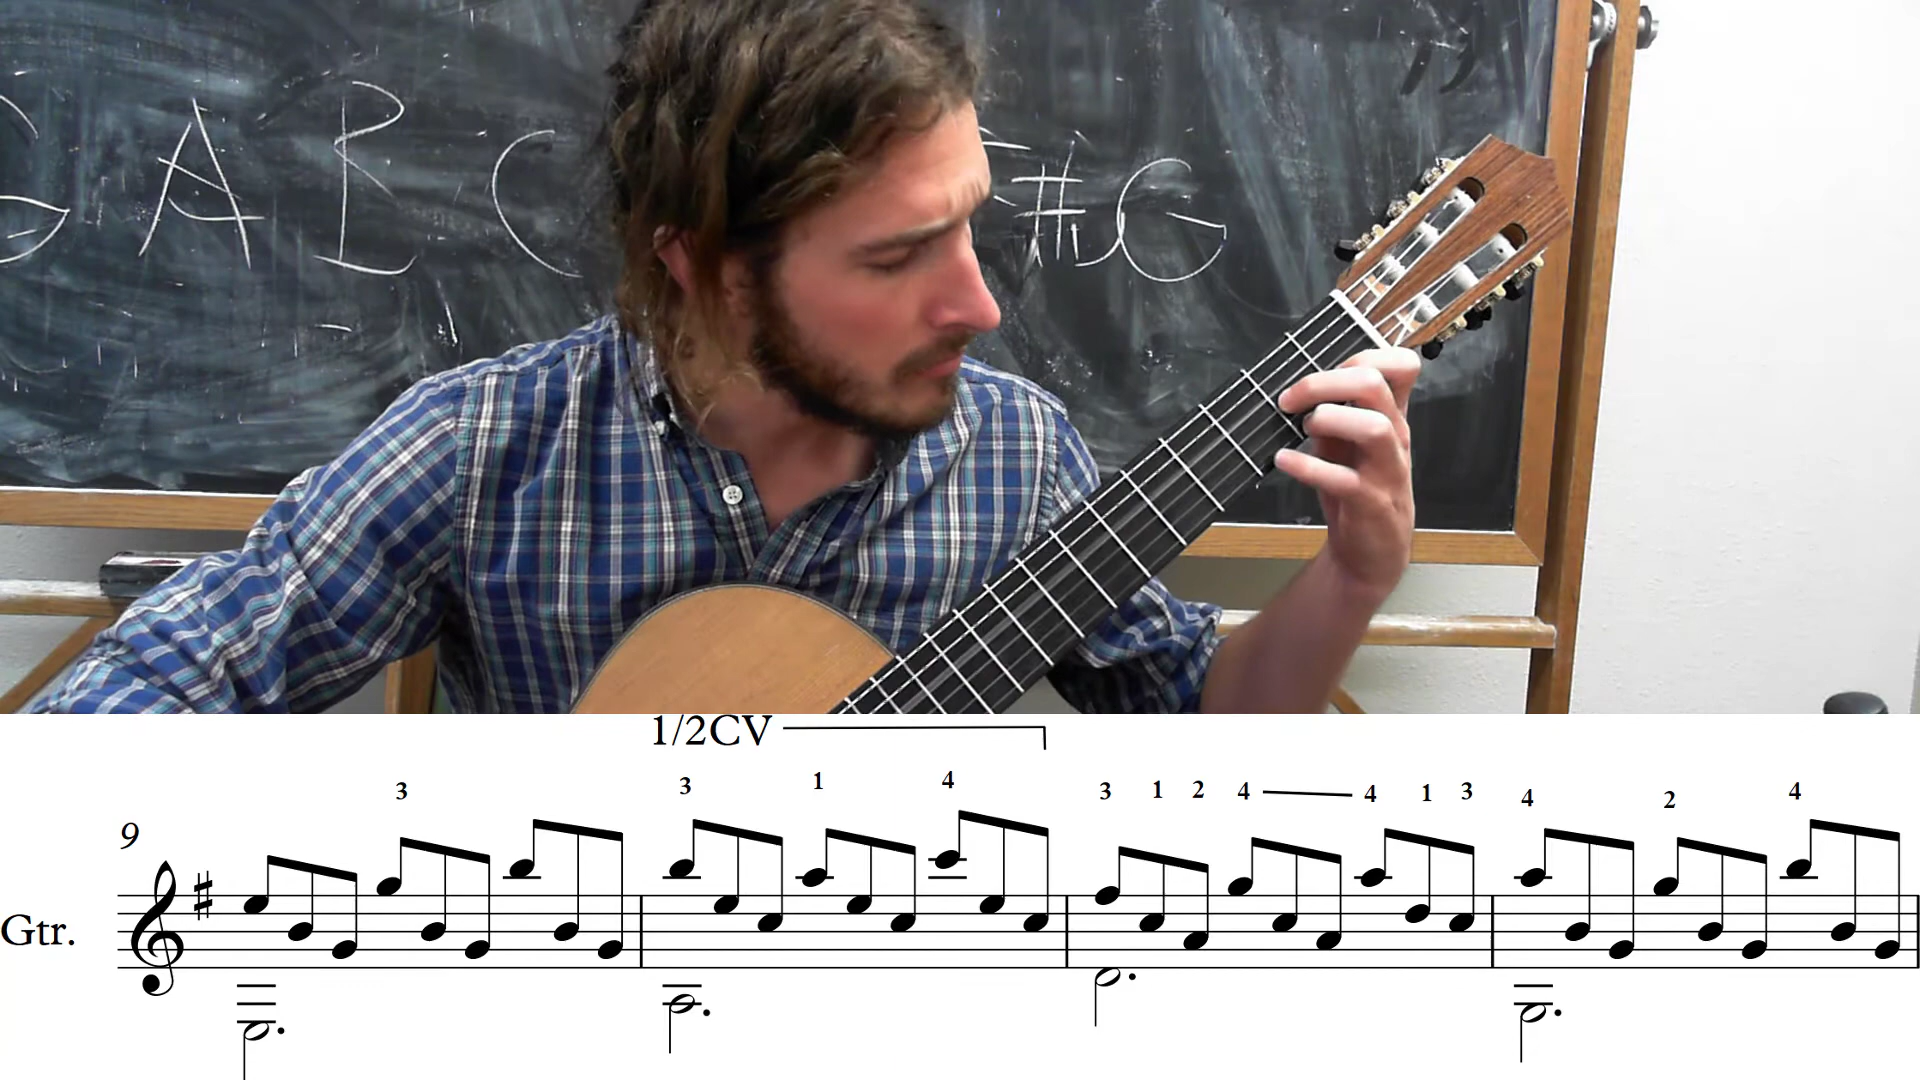 G A B C # G
1/2CV
3 3 1 4 3 1 2 4 4 1 3 4 2 4
9
Gtr.